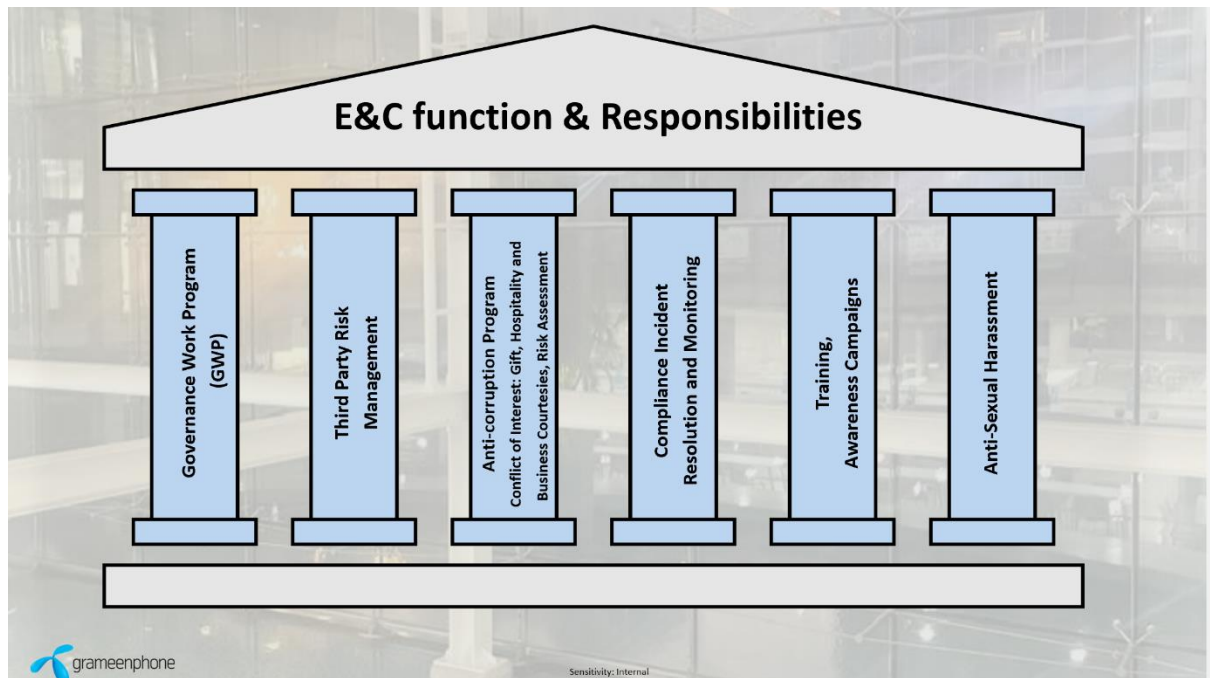 E&C function & Responsibilities
Governance Work Program
(GWP)
Third Party Risk
Management
Anti-corruption Program
Conflict of Interest: Gift, Hospitality and
Business Courtesies, Risk Assessment
Compliance Incident
Resolution and Monitoring
Training,
Awareness Campaigns
Anti-Sexual Harassment
grameenphone
Sensitivity: Internal